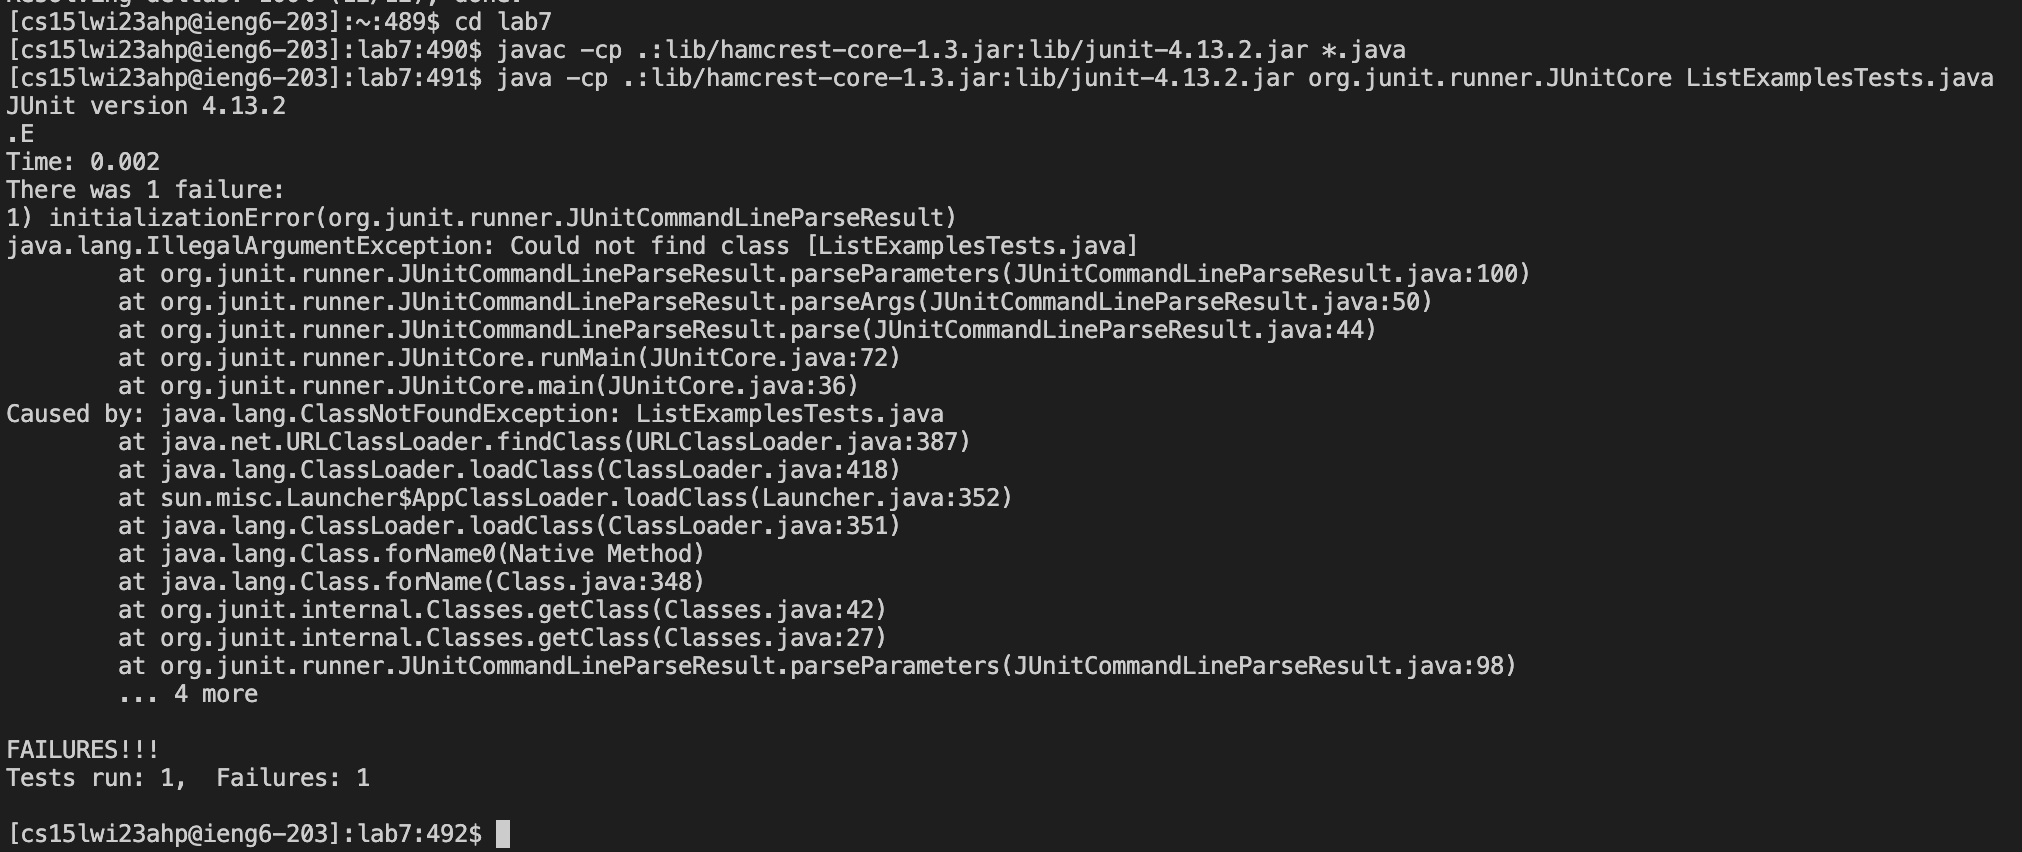 Resolving deltas: 100% (12/12), done.
[cs15lwi23ahp@ieng6-203]:~:489$ cd lab7
[cs15lwi23ahp@ieng6-203]:lab7:490$ javac -cp .:lib/hamcrest-core-1.3.jar:lib/junit-4.13.2.jar *.java
[cs15lwi23ahp@ieng6-203]:lab7:491$ java -cp .:lib/hamcrest-core-1.3.jar:lib/junit-4.13.2.jar org.junit.runner.JUnitCore ListExamplesTests.java
JUnit version 4.13.2
.E
Time: 0.002
There was 1 failure:
1) initializationError(org.junit.runner.JUnitCommandLineParseResult)
java.lang.IllegalArgumentException: Could not find class [ListExamplesTests.java]
        at org.junit.runner.JUnitCommandLineParseResult.parseParameters(JUnitCommandLineParseResult.java:100)
        at org.junit.runner.JUnitCommandLineParseResult.parseArgs(JUnitCommandLineParseResult.java:50)
        at org.junit.runner.JUnitCommandLineParseResult.parse(JUnitCommandLineParseResult.java:44)
        at org.junit.runner.JUnitCore.runMain(JUnitCore.java:72)
        at org.junit.runner.JUnitCore.main(JUnitCore.java:36)
Caused by: java.lang.ClassNotFoundException: ListExamplesTests.java
        at java.net.URLClassLoader.findClass(URLClassLoader.java:387)
        at java.lang.ClassLoader.loadClass(ClassLoader.java:418)
        at sun.misc.Launcher$AppClassLoader.loadClass(Launcher.java:352)
        at java.lang.ClassLoader.loadClass(ClassLoader.java:351)
        at java.lang.Class.forName0(Native Method)
        at java.lang.Class.forName(Class.java:348)
        at org.junit.internal.Classes.getClass(Classes.java:42)
        at org.junit.internal.Classes.getClass(Classes.java:27)
        at org.junit.runner.JUnitCommandLineParseResult.parseParameters(JUnitCommandLineParseResult.java:98)
        ... 4 more
FAILURES!!!
Tests run: 1,  Failures: 1
[cs15lwi23ahp@ieng6-203]:lab7:492$